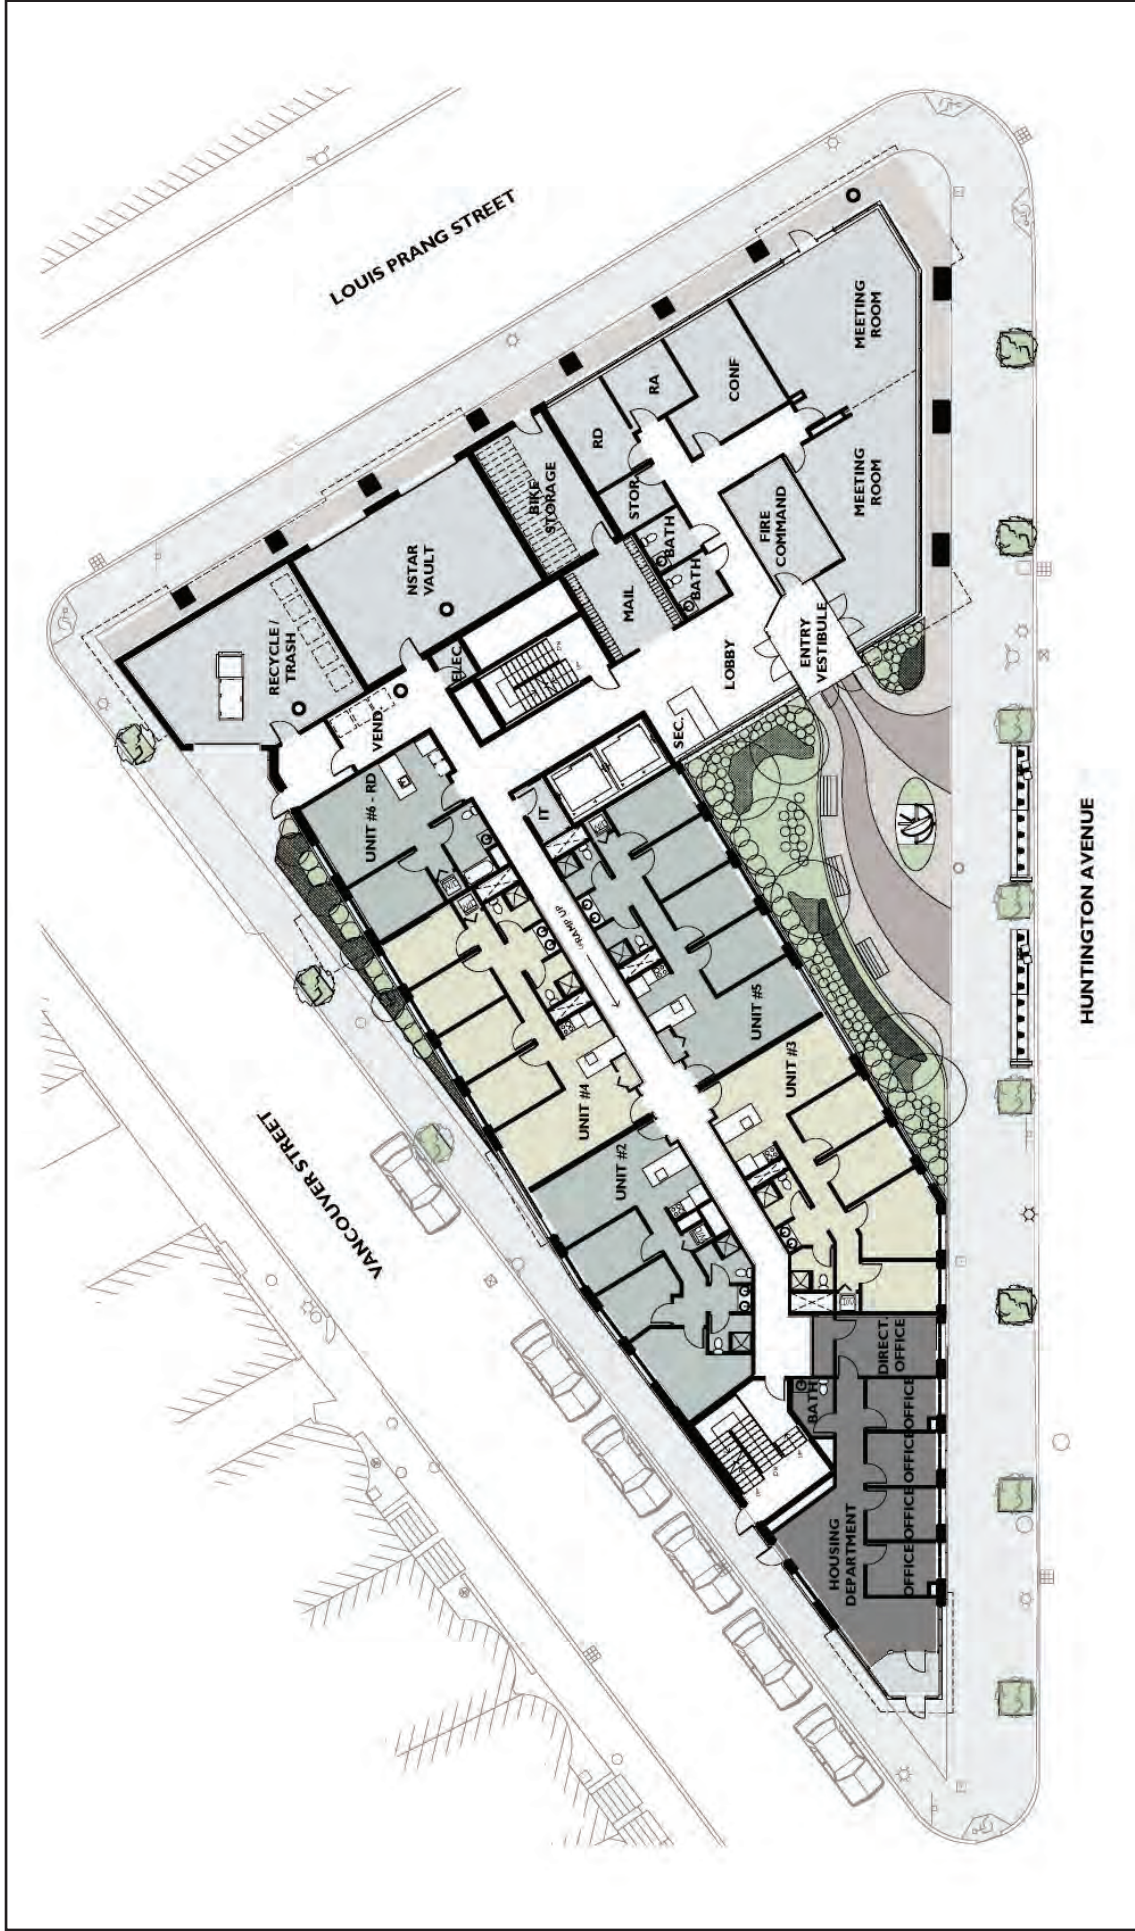 LOUIS PRANG STREET
RECYCLE /
TRASH
NSTAR
VAULT
BIKE
STORAGE
RD
RA
CONF
MEETING
ROOM
MEETING
ROOM
STOR.
FIRE
COMMAND
BATH
BATH
MAIL
ELEC.
VEND
LOBBY
ENTRY
VESTIBULE
SEC.
IT
UNIT #6 - RD
RAMP UP
UNIT #5
UNIT #4
UNIT #3
UNIT #2
VANCOUVER STREET
HUNTINGTON AVENUE
DIRECT.
OFFICE
BATH
OFFICE
OFFICE
OFFICE
OFFICE
HOUSING
DEPARTMENT